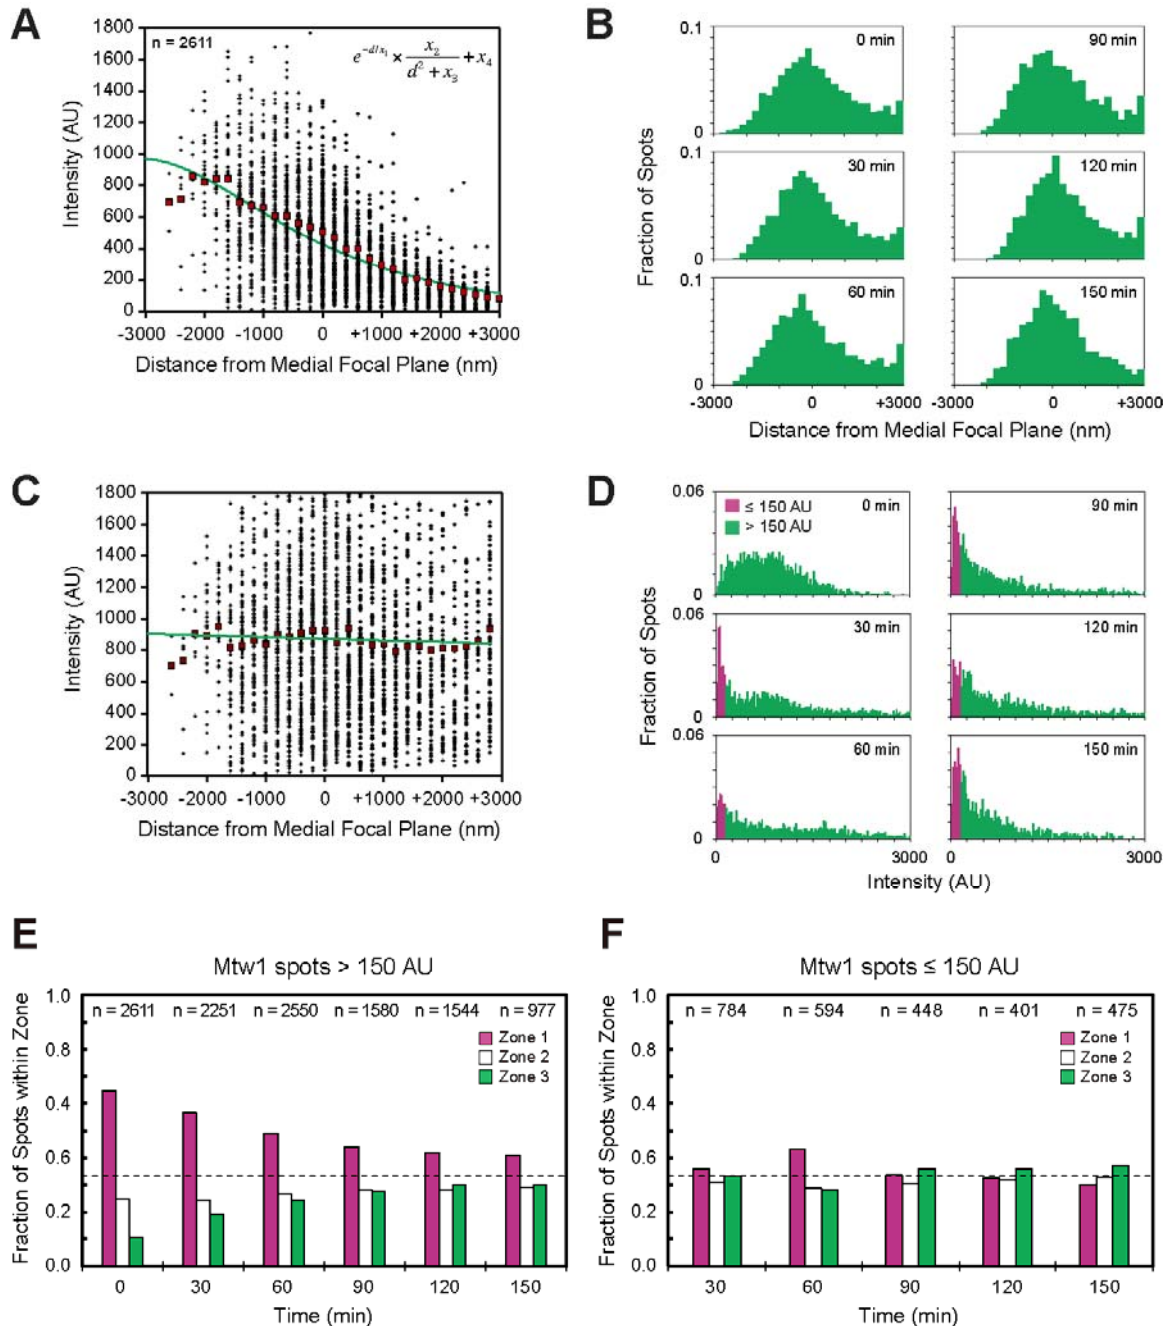 A
n = 2611
e^{-d/x_1} × \frac{x_2}{d^2 + x_3} + x_4
Intensity (AU)
1800
1600
1400
1200
1000
800
600
400
200
0
-3000 -2000 -1000 0 +1000 +2000 +3000
Distance from Medial Focal Plane (nm)
B
Fraction of Spots
0.1
0
0 min
90 min
0.1
0
30 min
120 min
0.1
0
60 min
150 min
-3000 0 +3000
-3000 0 +3000
Distance from Medial Focal Plane (nm)
C
Intensity (AU)
1800
1600
1400
1200
1000
800
600
400
200
0
-3000 -2000 -1000 0 +1000 +2000 +3000
Distance from Medial Focal Plane (nm)
D
Fraction of Spots
0.06
0
≤ 150 AU
> 150 AU
0 min
90 min
0.06
0
30 min
120 min
0.06
0
60 min
150 min
0 3000
0 3000
Intensity (AU)
E
Mtw1 spots > 150 AU
Fraction of Spots within Zone
1.0
0.8
0.4
0.6
0.2
0.0
n = 2611 n = 2251 n = 2550 n = 1580 n = 1544 n = 977
Zone 1
Zone 2
Zone 3
0 30 60 90 120 150
Time (min)
F
Mtw1 spots ≤ 150 AU
Fraction of Spots within Zone
1.0
0.8
0.4
0.6
0.2
0.0
n = 784 n = 594 n = 448 n = 401 n = 475
Zone 1
Zone 2
Zone 3
30 60 90 120 150
Time (min)